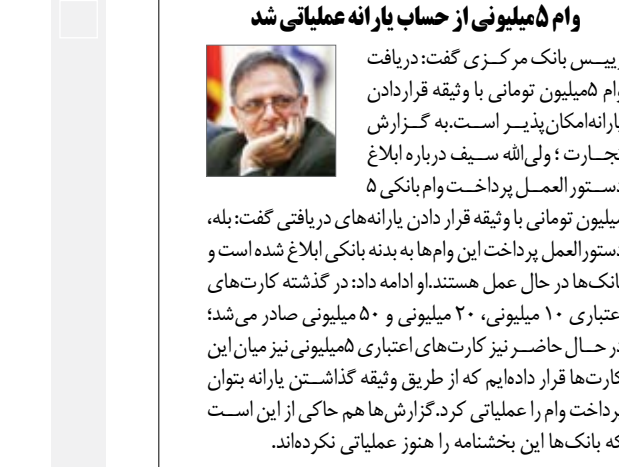 وام ۵میلیونی از حساب یارانه عملیاتی شد
رییـس بانک مرکـزی گفت: دریافت
وام ۵میلیون تومانی با وثیقه قراردادن
یارانه‌امکان‌پذیـر اسـت.به گـزارش
تجـارت ؛ ولی‌الله سـیف درباره ابلاغ
دسـتور العمـل پرداخـت وام بانکی ۵
میلیون تومانی با وثیقه قرار دادن یارانه‌های دریافتی گفت: بله،
دستور العمل پرداخت این وام‌ها به بدنه بانکی ابلاغ شده است و
بانک‌ها در حال عمل هستند.او ادامه داد: در گذشته کارت‌های
اعتباری ۱۰ میلیونی، ۲۰ میلیونی و ۵۰ میلیونی صادر می‌شد؛
در حـال حاضـر نیز کارت‌های اعتباری ۵میلیونی نیز میان این
کارت‌ها قرار داده‌ایم که از طریق وثیقه گذاشـتن یارانه بتوان
پرداخت وام را عملیاتی کرد.گزارش‌ها هم حاکی از این اسـت
که بانک‌ها این بخشنامه را هنوز عملیاتی نکرده‌اند.